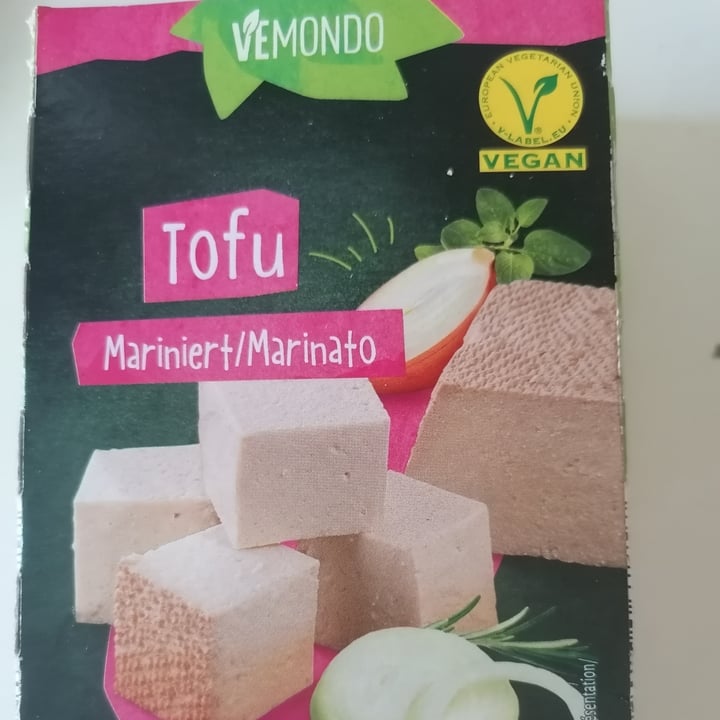 VEMONDO
EUROPEAN VEGETARIAN UNION
V-LABEL.EU
®
VEGAN
Tofu
Mariniert/Marinato